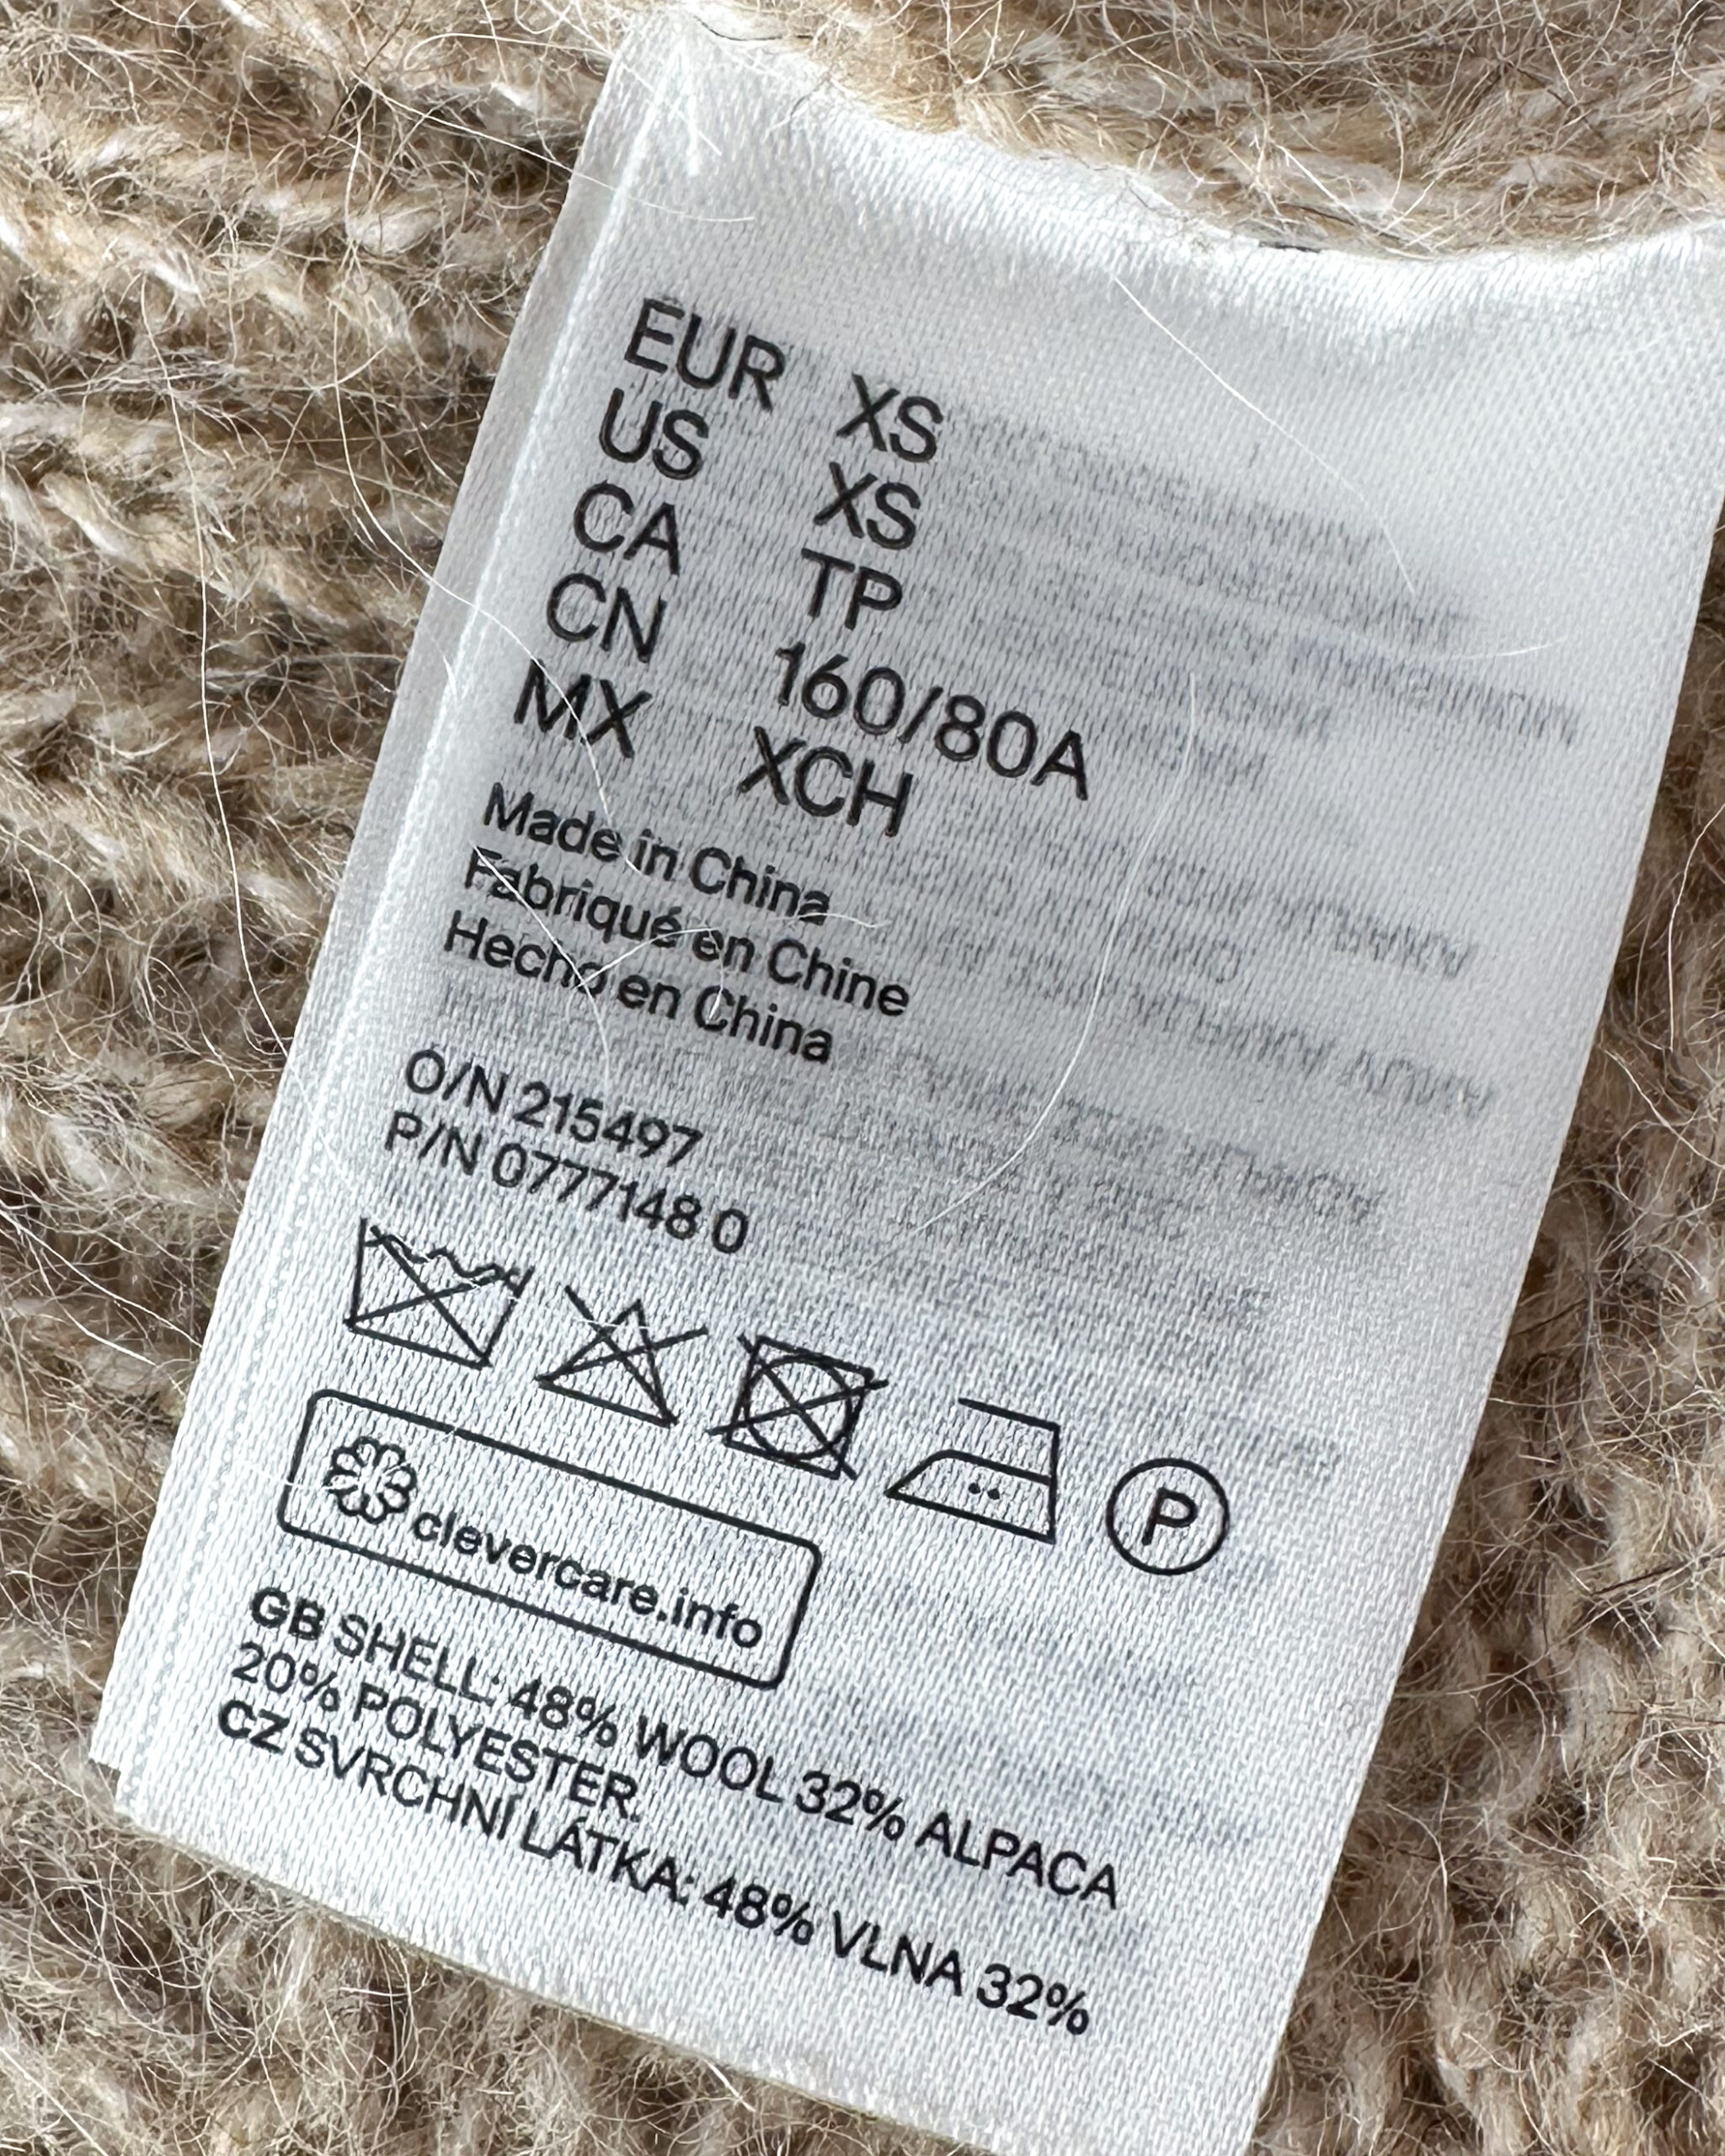 EUR XS
US XS
CA TP
CN 160/80A
MX XCH
Made in China
Fabriqué en Chine
Hecho en China
O/N 215497
P/N 0777148 0
P
clevercare.info
GB SHELL: 48% WOOL 32% ALPACA
20% POLYESTER.
CZ SVRCHNÍ LÁTKA: 48% VLNA 32%